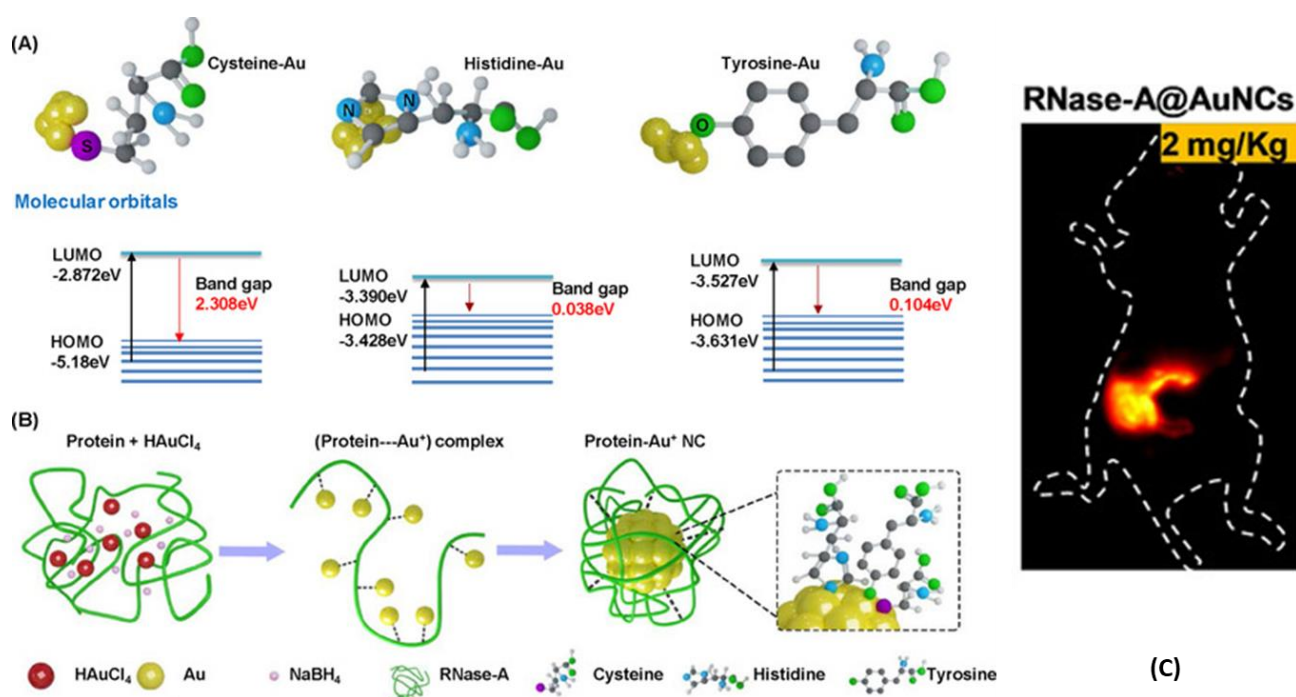 (A)
Cysteine-Au
Histidine-Au
Tyrosine-Au
S
N
N
O
Molecular orbitals
LUMO
-2.872eV
Band gap
2.308eV
HOMO
-5.18eV
LUMO
-3.390eV
Band gap
0.038eV
HOMO
-3.428eV
LUMO
-3.527eV
Band gap
0.104eV
HOMO
-3.631eV
(B)
Protein + HAuCl₄
(Protein---Au⁺) complex
Protein-Au⁺ NC
HAuCl₄
Au
NaBH₄
RNase-A
Cysteine
Histidine
Tyrosine
RNase-A@AuNCs
2 mg/Kg
(C)